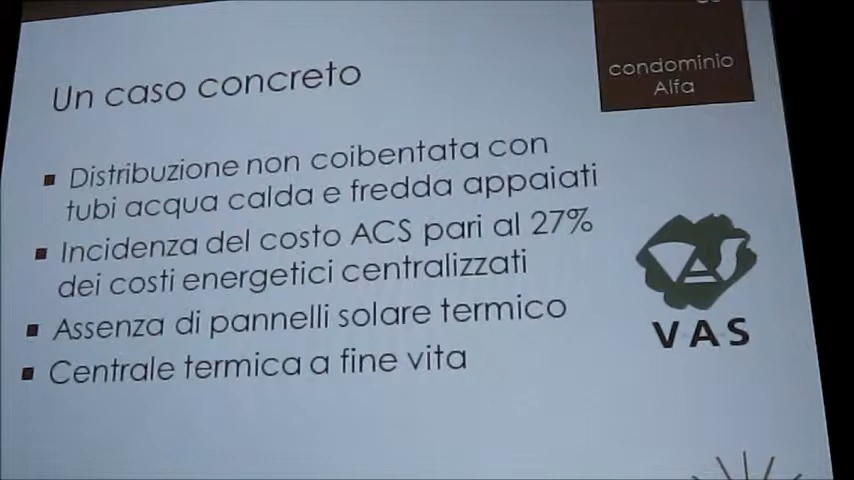 condominio
Alfa
Un caso concreto
Distribuzione non coibentata con
tubi acqua calda e fredda appaiati
Incidenza del costo ACS pari al 27%
dei costi energetici centralizzati
Assenza di pannelli solare termico
Centrale termica a fine vita
VAS
VAS